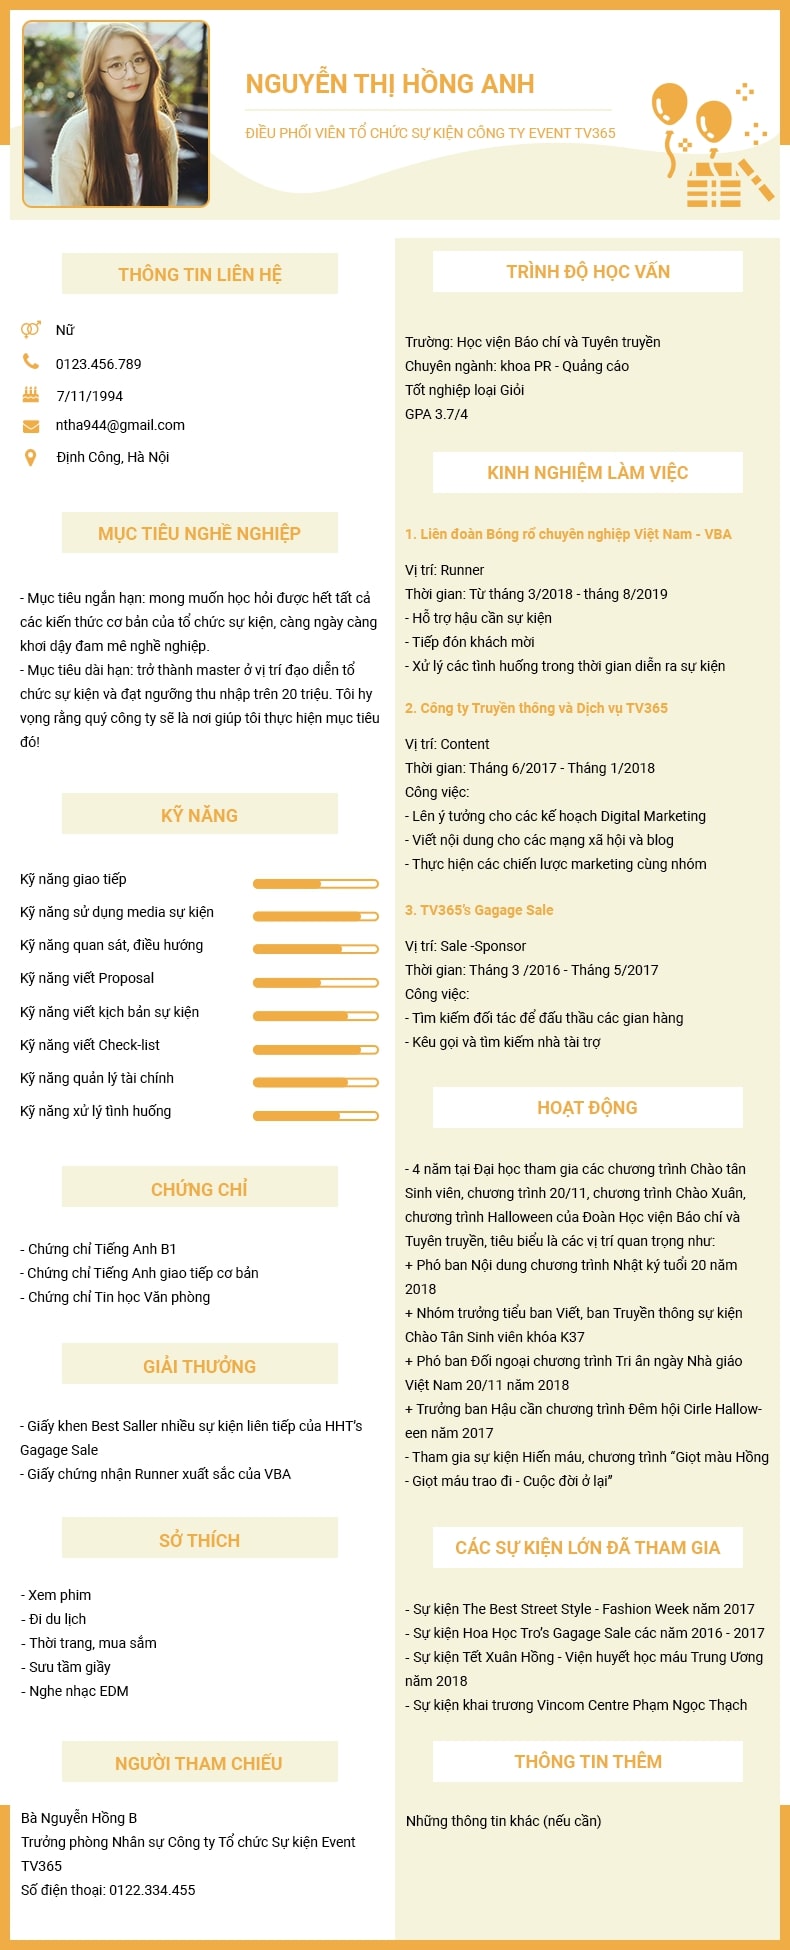 NGUYỄN THỊ HỒNG ANH
ĐIỀU PHỐI VIÊN TỔ CHỨC SỰ KIỆN CÔNG TY EVENT TV365
THÔNG TIN LIÊN HỆ
Nữ
0123.456.789
7/11/1994
ntha944@gmail.com
Định Công, Hà Nội
MỤC TIÊU NGHỀ NGHIỆP
- Mục tiêu ngắn hạn: mong muốn học hỏi được hết tất cả
các kiến thức cơ bản của tổ chức sự kiện, càng ngày càng
khơi dậy đam mê nghề nghiệp.
- Mục tiêu dài hạn: trở thành master ở vị trí đạo diễn tổ
chức sự kiện và đạt ngưỡng thu nhập trên 20 triệu. Tôi hy
vọng rằng quý công ty sẽ là nơi giúp tôi thực hiện mục tiêu
đó!
KỸ NĂNG
Kỹ năng giao tiếp
Kỹ năng sử dụng media sự kiện
Kỹ năng quan sát, điều hướng
Kỹ năng viết Proposal
Kỹ năng viết kịch bản sự kiện
Kỹ năng viết Check-list
Kỹ năng quản lý tài chính
Kỹ năng xử lý tình huống
CHỨNG CHỈ
- Chứng chỉ Tiếng Anh B1
- Chứng chỉ Tiếng Anh giao tiếp cơ bản
- Chứng chỉ Tin học Văn phòng
GIẢI THƯỞNG
- Giấy khen Best Saller nhiều sự kiện liên tiếp của HHT’s
Gagage Sale
- Giấy chứng nhận Runner xuất sắc của VBA
SỞ THÍCH
- Xem phim
- Đi du lịch
- Thời trang, mua sắm
- Sưu tầm giầy
- Nghe nhạc EDM
NGƯỜI THAM CHIẾU
Bà Nguyễn Hồng B
Trưởng phòng Nhân sự Công ty Tổ chức Sự kiện Event
TV365
Số điện thoại: 0122.334.455
TRÌNH ĐỘ HỌC VẤN
Trường: Học viện Báo chí và Tuyên truyền
Chuyên ngành: khoa PR - Quảng cáo
Tốt nghiệp loại Giỏi
GPA 3.7/4
KINH NGHIỆM LÀM VIỆC
1. Liên đoàn Bóng rổ chuyên nghiệp Việt Nam - VBA
Vị trí: Runner
Thời gian: Từ tháng 3/2018 - tháng 8/2019
- Hỗ trợ hậu cần sự kiện
- Tiếp đón khách mời
- Xử lý các tình huống trong thời gian diễn ra sự kiện
2. Công ty Truyền thông và Dịch vụ TV365
Vị trí: Content
Thời gian: Tháng 6/2017 - Tháng 1/2018
Công việc:
- Lên ý tưởng cho các kế hoạch Digital Marketing
- Viết nội dung cho các mạng xã hội và blog
- Thực hiện các chiến lược marketing cùng nhóm
3. TV365’s Gagage Sale
Vị trí: Sale -Sponsor
Thời gian: Tháng 3 /2016 - Tháng 5/2017
Công việc:
- Tìm kiếm đối tác để đấu thầu các gian hàng
- Kêu gọi và tìm kiếm nhà tài trợ
HOẠT ĐỘNG
- 4 năm tại Đại học tham gia các chương trình Chào tân
Sinh viên, chương trình 20/11, chương trình Chào Xuân,
chương trình Halloween của Đoàn Học viện Báo chí và
Tuyên truyền, tiêu biểu là các vị trí quan trọng như:
+ Phó ban Nội dung chương trình Nhật ký tuổi 20 năm
2018
+ Nhóm trưởng tiểu ban Viết, ban Truyền thông sự kiện
Chào Tân Sinh viên khóa K37
+ Phó ban Đối ngoại chương trình Tri ân ngày Nhà giáo
Việt Nam 20/11 năm 2018
+ Trưởng ban Hậu cần chương trình Đêm hội Cirle Hallow-
een năm 2017
- Tham gia sự kiện Hiến máu, chương trình “Giọt màu Hồng
- Giọt máu trao đi - Cuộc đời ở lại”
CÁC SỰ KIỆN LỚN ĐÃ THAM GIA
- Sự kiện The Best Street Style - Fashion Week năm 2017
- Sự kiện Hoa Học Tro’s Gagage Sale các năm 2016 - 2017
- Sự kiện Tết Xuân Hồng - Viện huyết học máu Trung Ương
năm 2018
- Sự kiện khai trương Vincom Centre Phạm Ngọc Thạch
THÔNG TIN THÊM
Những thông tin khác (nếu cần)